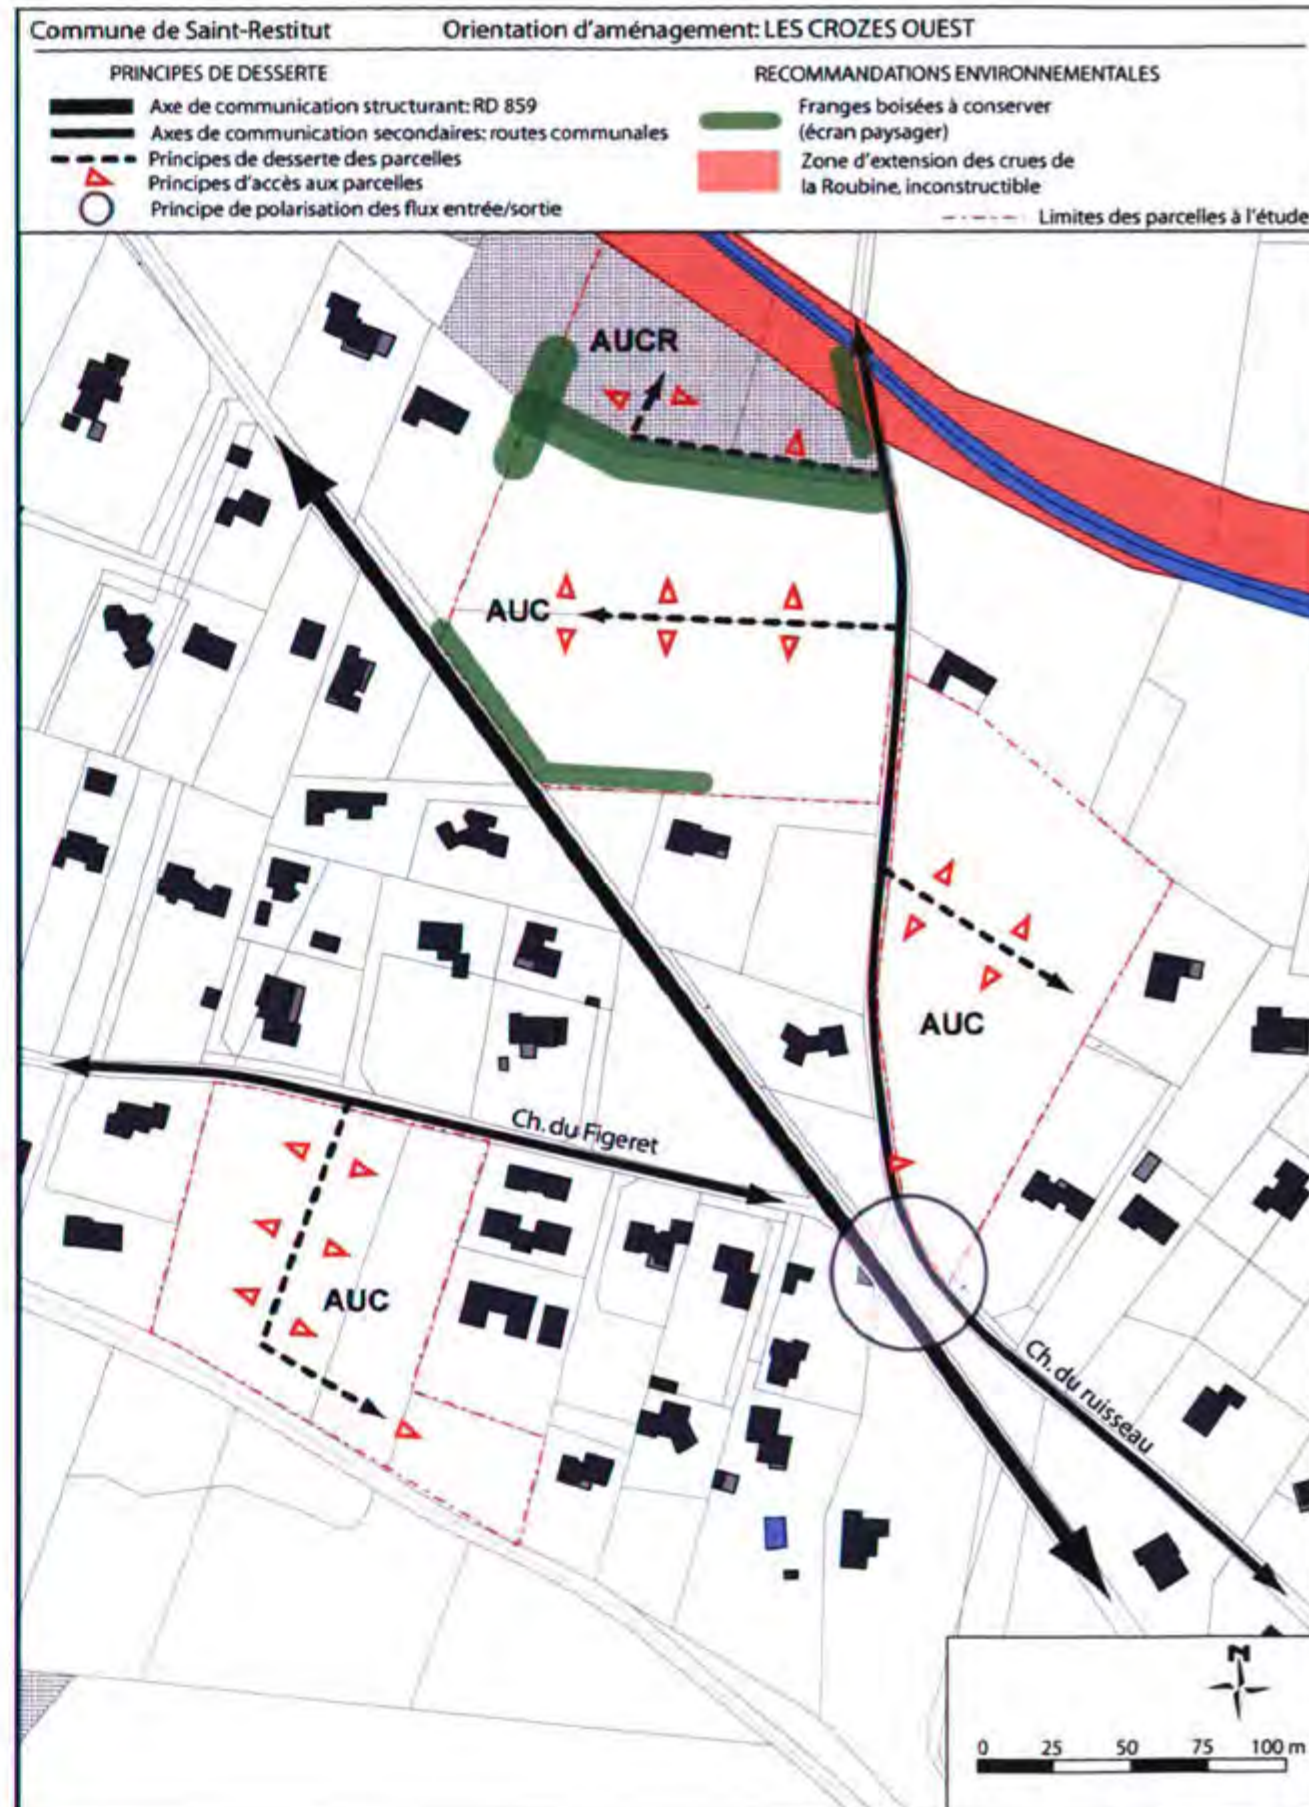 Commune de Saint-Restitut
Orientation d'aménagement: LES CROZES OUEST
PRINCIPES DE DESSERTE
Axe de communication structurant: RD 859
Axes de communication secondaires: routes communales
Principes de desserte des parcelles
Principes d'accès aux parcelles
Principe de polarisation des flux entrée/sortie
RECOMMANDATIONS ENVIRONNEMENTALES
Franges boisées à conserver
(écran paysager)
Zone d'extension des crues de
la Roubine, inconstructible
Limites des parcelles à l'étude
AUCR
AUC
AUC
Ch. du Figeret
AUC
Ch. du ruisseau
N
0 25 50 75 100 m